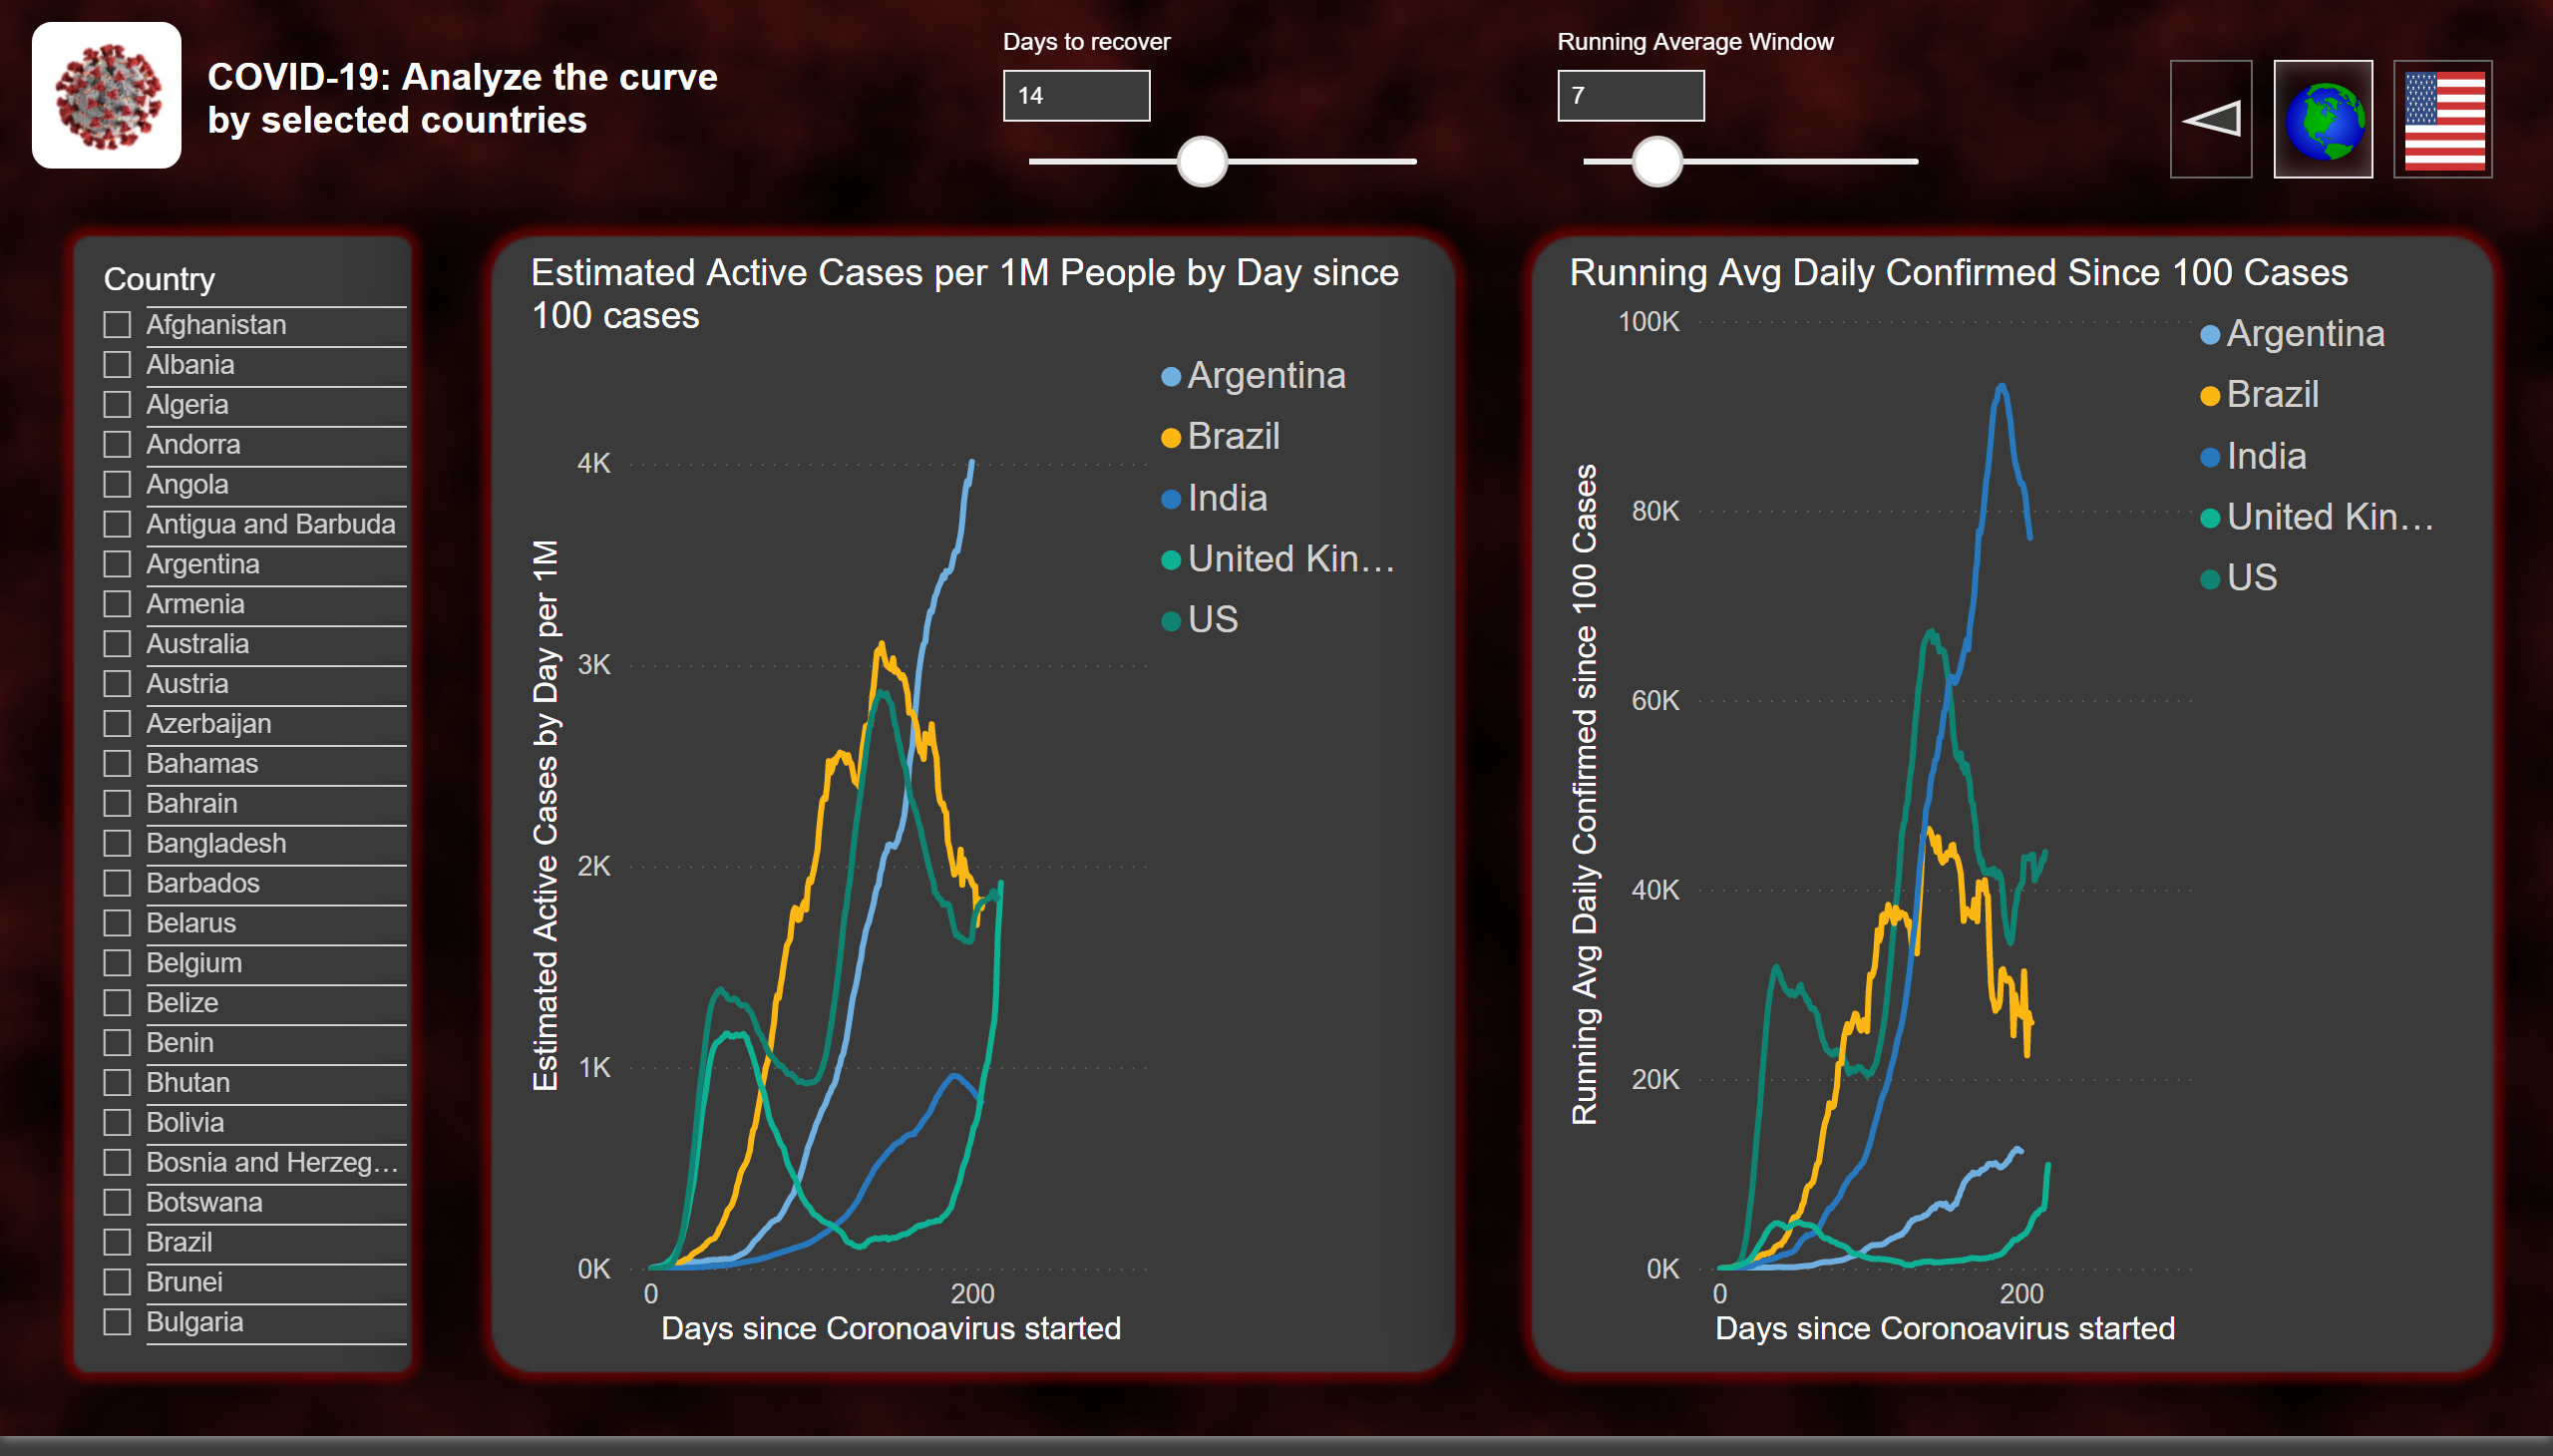 COVID-19: Analyze the curve
by selected countries
Days to recover
14
Running Average Window
7
Country
Afghanistan
Albania
Algeria
Andorra
Angola
Antigua and Barbuda
Argentina
Armenia
Australia
Austria
Azerbaijan
Bahamas
Bahrain
Bangladesh
Barbados
Belarus
Belgium
Belize
Benin
Bhutan
Bolivia
Bosnia and Herzeg...
Botswana
Brazil
Brunei
Bulgaria
Estimated Active Cases per 1M People by Day since
100 cases
Argentina
Brazil
India
United Kin...
US
Estimated Active Cases by Day per 1M
4K
3K
2K
1K
0K
0
200
Days since Coronoavirus started
Running Avg Daily Confirmed Since 100 Cases
Argentina
Brazil
India
United Kin...
US
Running Avg Daily Confirmed since 100 Cases
100K
80K
60K
40K
20K
0K
0
200
Days since Coronoavirus started